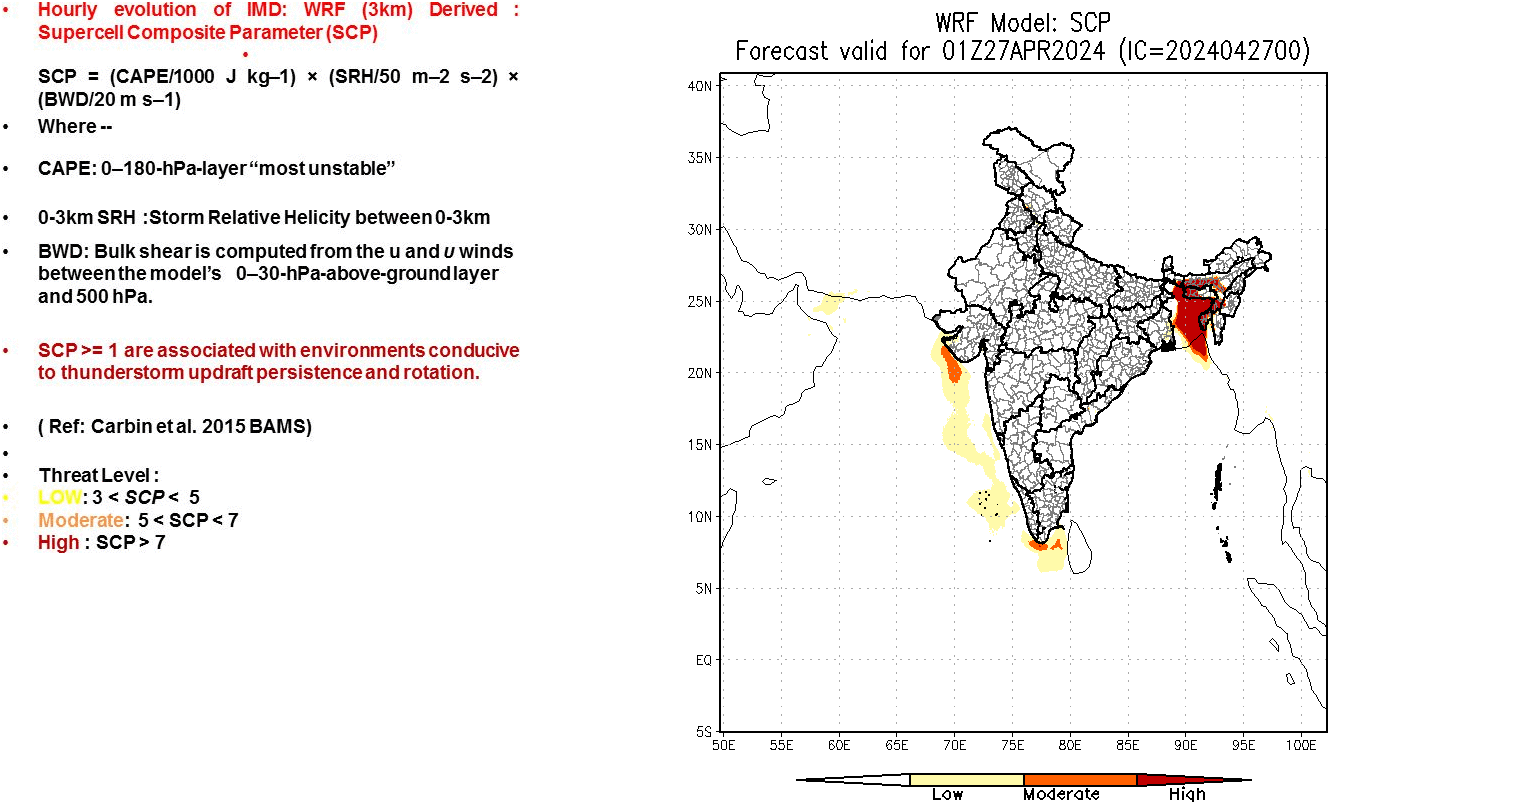 • Hourly evolution of IMD: WRF (3km) Derived :
Supercell Composite Parameter (SCP)
•
SCP = (CAPE/1000 J kg–1) × (SRH/50 m–2 s–2) ×
(BWD/20 m s–1)
• Where --
• CAPE: 0–180-hPa-layer “most unstable”
• 0-3km SRH :Storm Relative Helicity between 0-3km
• BWD: Bulk shear is computed from the u and υ winds
between the model’s 0–30-hPa-above-ground layer
and 500 hPa.
• SCP >= 1 are associated with environments conducive
to thunderstorm updraft persistence and rotation.
• ( Ref: Carbin et al. 2015 BAMS)
•
• Threat Level :
• LOW: 3 < SCP < 5
• Moderate: 5 < SCP < 7
• High : SCP > 7
WRF Model: SCP
Forecast valid for 01Z27APR2024 (IC=2024042700)
40N
35N
30N
25N
20N
15N
10N
5N
EQ
5S
50E 55E 60E 65E 70E 75E 80E 85E 90E 95E 100E
Low Moderate High